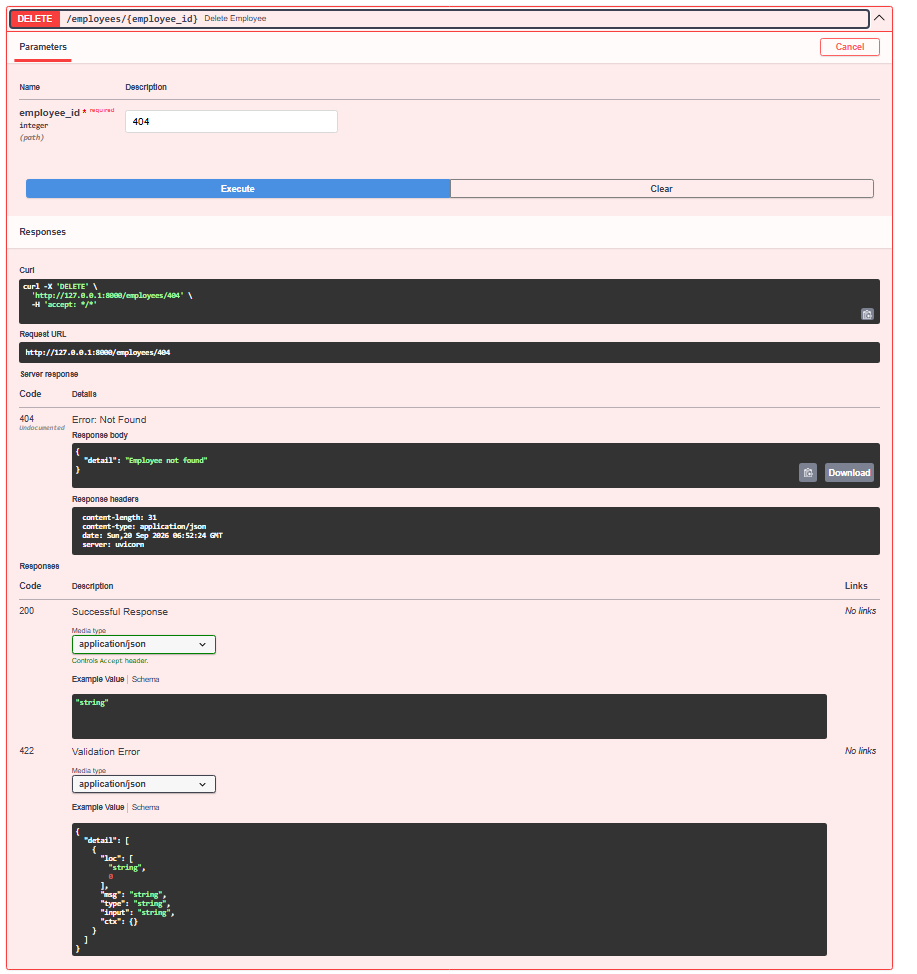 DELETE /employees/{employee_id} Delete Employee
Parameters
Cancel
Name Description
employee_id * required
integer
(path)
404
Execute Clear
Responses
Curl
curl -X 'DELETE' \
  'http://127.0.0.1:8000/employees/404' \
  -H 'accept: */*'
Request URL
http://127.0.0.1:8000/employees/404
Server response
Code Details
404
Undocumented
Error: Not Found
Response body
{
  "detail": "Employee not found"
}
Download
Response headers
content-length: 31
content-type: application/json
date: Sun,20 Sep 2026 06:52:24 GMT
server: uvicorn
Responses
Code Description Links
200 Successful Response No links
Media type
application/json
Controls Accept header.
Example Value | Schema
"string"
422 Validation Error No links
Media type
application/json
Example Value | Schema
{
  "detail": [
    {
      "loc": [
        "string",
        0
      ],
      "msg": "string",
      "type": "string",
      "input": "string",
      "ctx": {}
    }
  ]
}